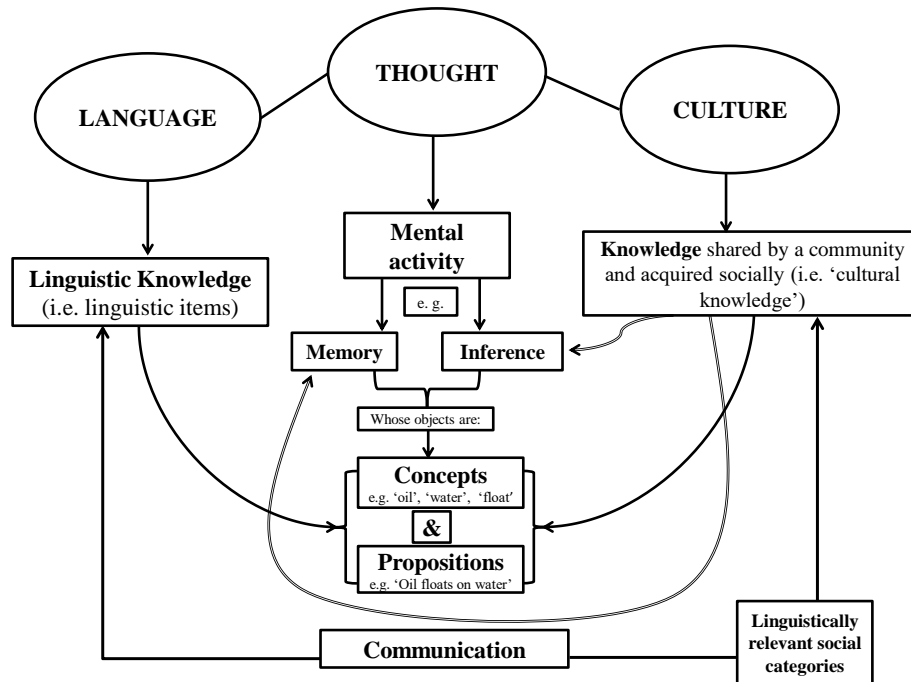 THOUGHT
LANGUAGE
CULTURE
Mental
activity
Knowledge shared by a community
and acquired socially (i.e. ‘cultural
knowledge’)
Linguistic Knowledge
(i.e. linguistic items)
e. g.
Memory
Inference
Whose objects are:
Concepts
e.g. ‘oil’, ‘water’, ‘float’
&
Propositions
e.g. ‘Oil floats on water’
Communication
Linguistically
relevant social
categories